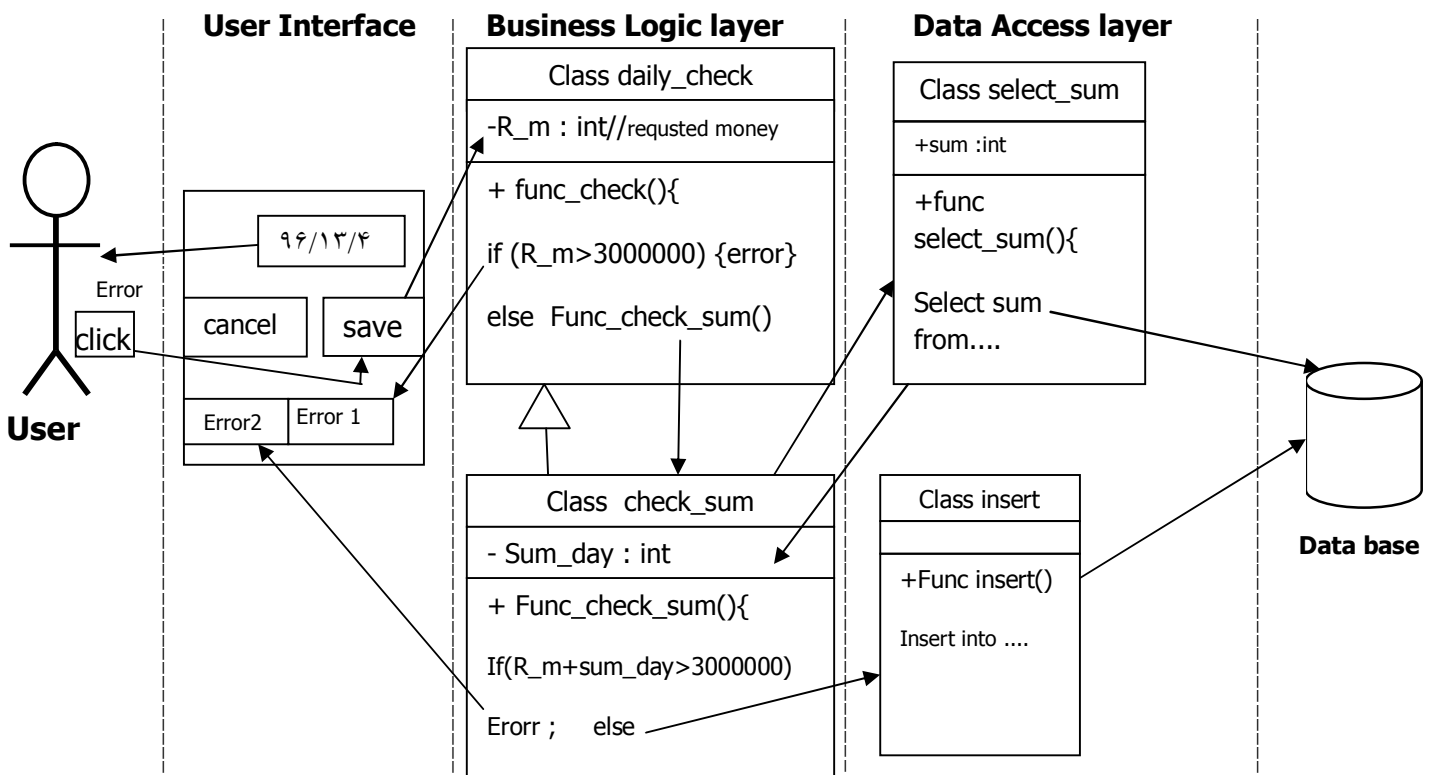 User Interface
Business Logic layer
Data Access layer
User
Error
click
۹۶/۱۳/۴
cancel
save
Error2
Error 1
Class daily_check
-R_m : int//requsted money
+ func_check(){
if (R_m>3000000) {error}
else Func_check_sum()
Class check_sum
- Sum_day : int
+ Func_check_sum(){
If(R_m+sum_day>3000000)
Erorr ; else
Class select_sum
+sum :int
+func
select_sum(){
Select sum
from....
Class insert
+Func insert()
Insert into ....
Data base